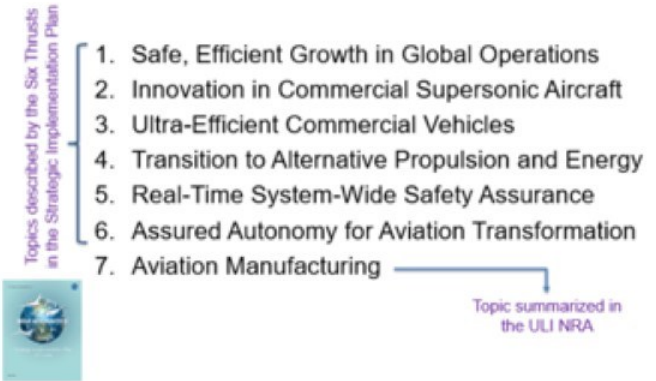 Topics described by the Six Thrusts
in the Strategic Implementation Plan
1. Safe, Efficient Growth in Global Operations
2. Innovation in Commercial Supersonic Aircraft
3. Ultra-Efficient Commercial Vehicles
4. Transition to Alternative Propulsion and Energy
5. Real-Time System-Wide Safety Assurance
6. Assured Autonomy for Aviation Transformation
7. Aviation Manufacturing
Topic summarized in
the ULI NRA